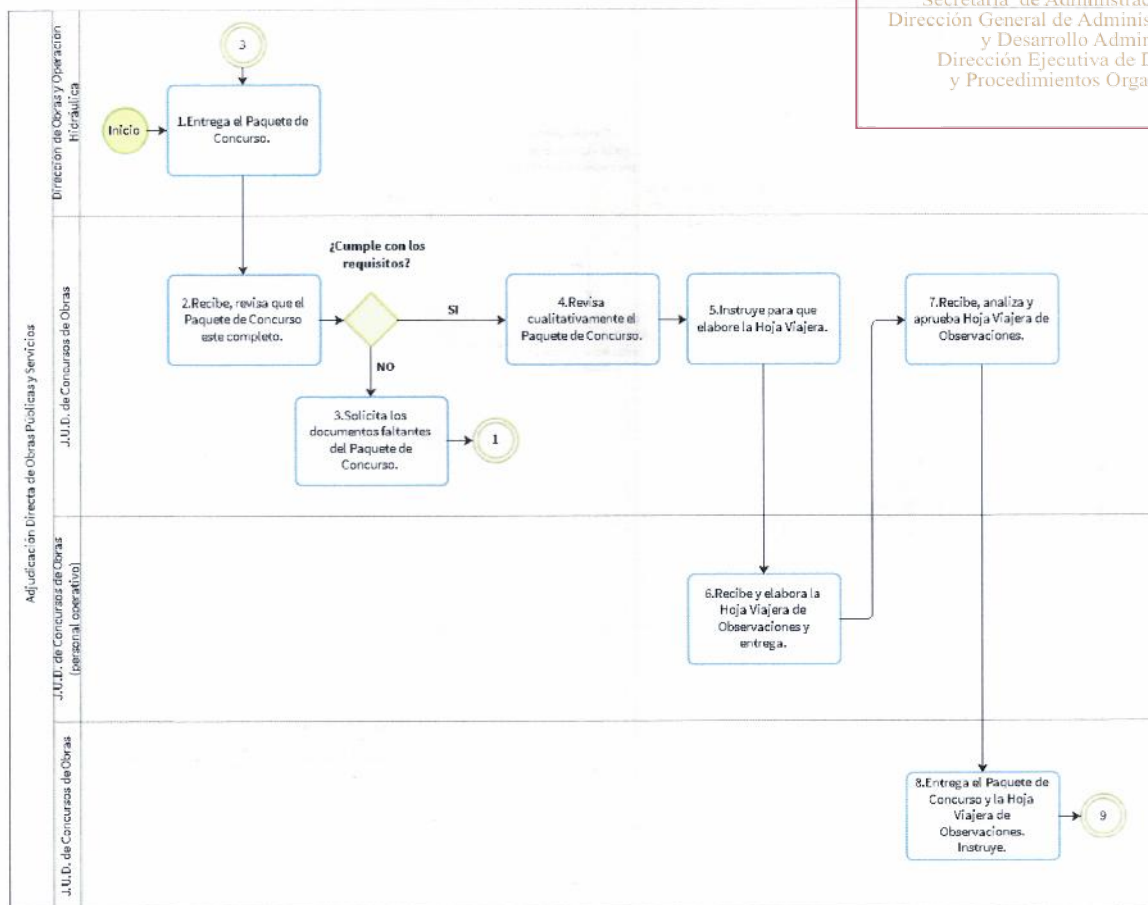 Secretaría de
Dirección General de
y Desarrollo
Dirección Ejecutiva de
y Procedimientos
Adjudicación Directa de Obras Públicas y Servicios
Dirección de Obras y Operación
Hidráulica
3
Inicio
1.Entrega el Paquete de
Concurso.
J.U.D. de Concursos de Obras
¿Cumple con los
requisitos?
2.Recibe, revisa que el
Paquete de Concurso
este completo.
SI
NO
4.Revisa
cualitativamente el
Paquete de Concurso.
5.Instruye para que
elabore la Hoja Viajera.
7.Recibe, analiza y
aprueba Hoja Viajera de
Observaciones.
3.Solicita los
documentos faltantes
del Paquete de
Concurso.
1
J.U.D. de Concursos de Obras
(personal operativo)
6.Recibe y elabora la
Hoja Viajera de
Observaciones y
entrega.
J.U.D. de Concursos de Obras
8.Entrega el Paquete de
Concurso y la Hoja
Viajera de
Observaciones.
Instruye.
9